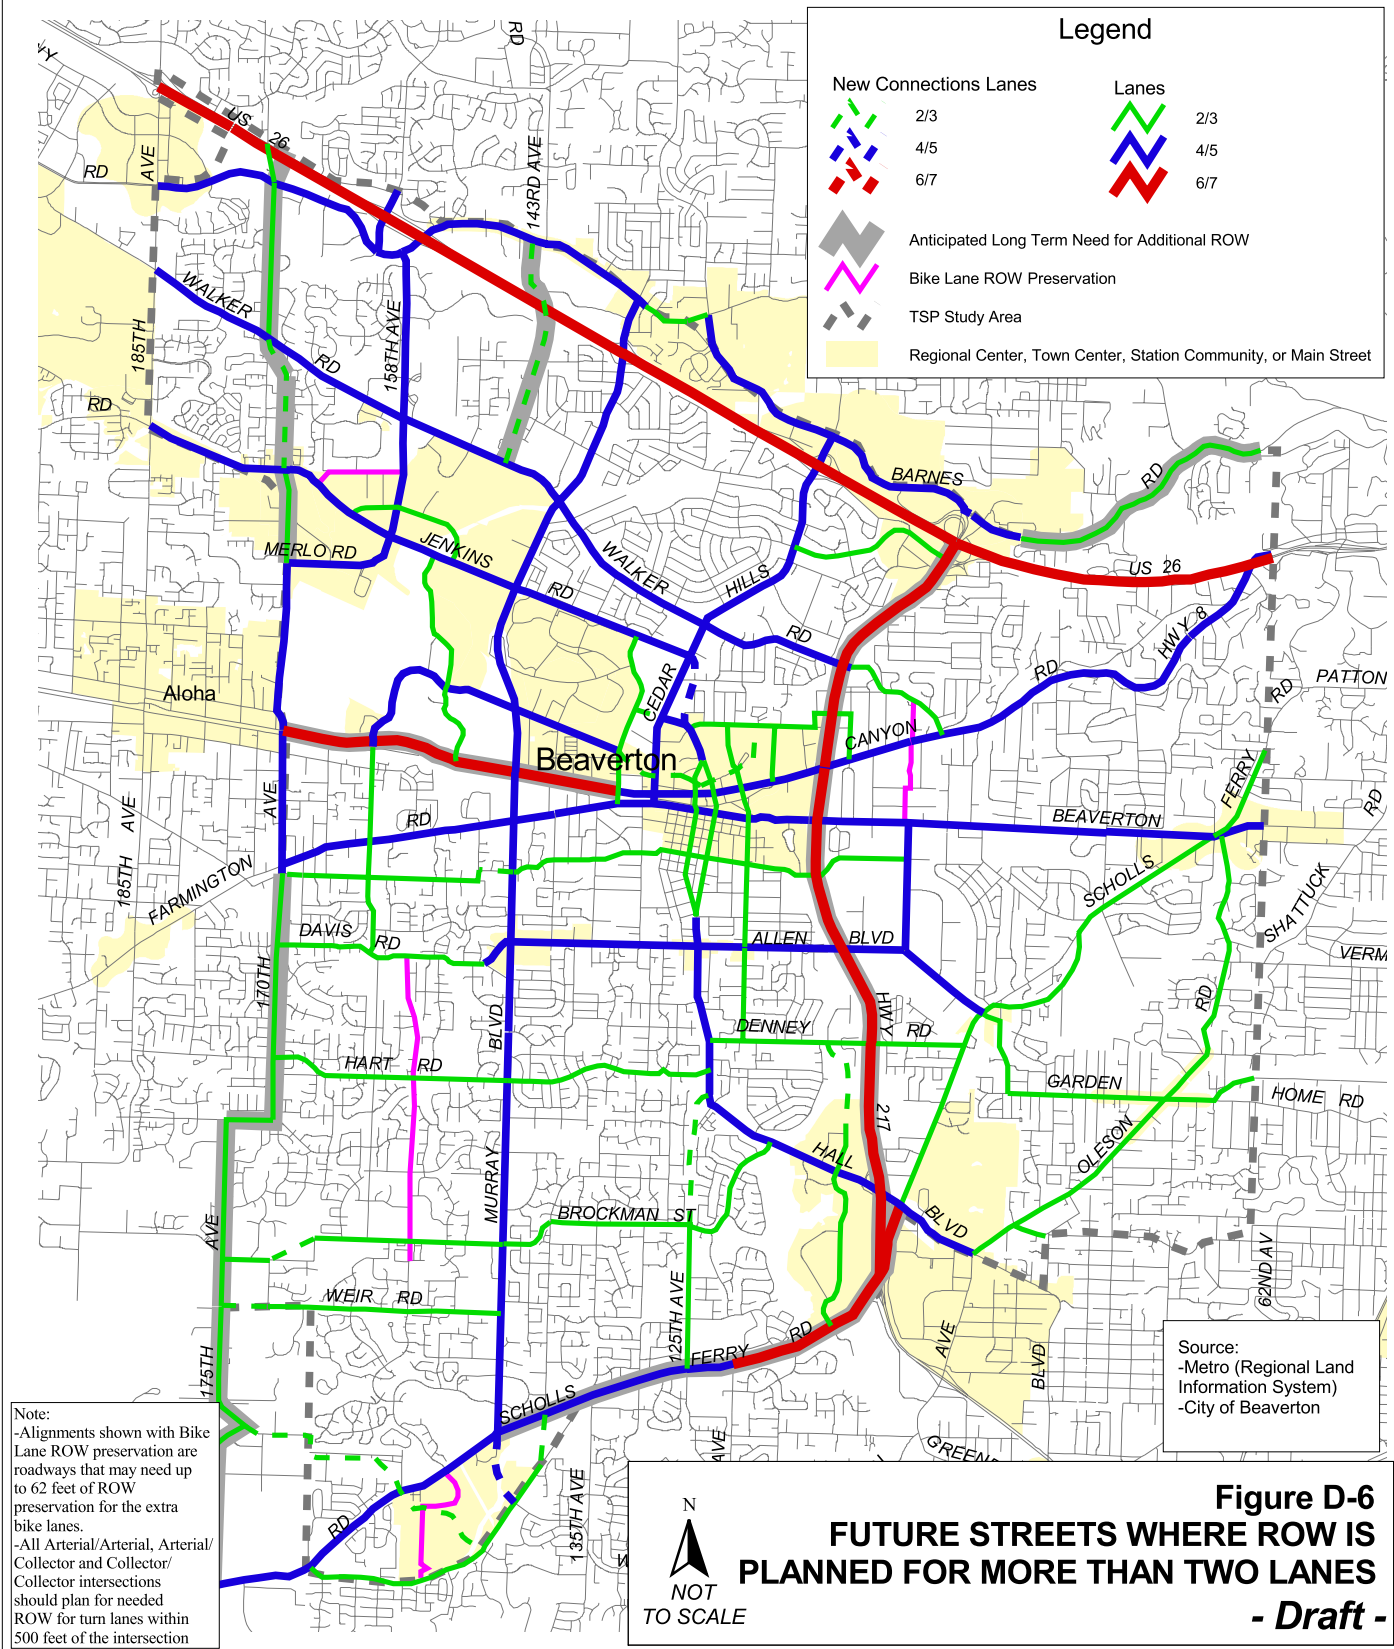 Legend
New Connections Lanes
2/3
4/5
6/7
Lanes
2/3
4/5
6/7
Anticipated Long Term Need for Additional ROW
Bike Lane ROW Preservation
TSP Study Area
Regional Center, Town Center, Station Community, or Main Street
RD
US 26
143RD AVE
AVE
RD
WALKER
RD
158TH AVE
185TH
RD
BARNES
RD
MERLO RD
JENKINS
RD
WALKER
RD
HILLS
CEDAR
US 26
HWY 8
RD
PATTON
RD
Aloha
Beaverton
CANYON
FERRY
BEAVERTON
RD
AVE
185TH
AVE
RD
FARMINGTON
SCHOLLS
SHATTUCK
VERM
DAVIS
RD
ALLEN
BLVD
170TH
BLVD
HWY
217
DENNEY
RD
RD
HART RD
GARDEN
HOME RD
OLESON
HALL
BLVD
MURRAY
BROCKMAN ST
AVE
62ND AV
WEIR RD
125TH AVE
FERRY
RD
SCHOLLS
175TH
AVE
BLVD
GREENB
AVE
135TH AVE
RD
Source:
-Metro (Regional Land
Information System)
-City of Beaverton
Note:
-Alignments shown with Bike
Lane ROW preservation are
roadways that may need up
to 62 feet of ROW
preservation for the extra
bike lanes.
-All Arterial/Arterial, Arterial/
Collector and Collector/
Collector intersections
should plan for needed
ROW for turn lanes within
500 feet of the intersection
N
NOT
TO SCALE
Figure D-6
FUTURE STREETS WHERE ROW IS
PLANNED FOR MORE THAN TWO LANES
- Draft -